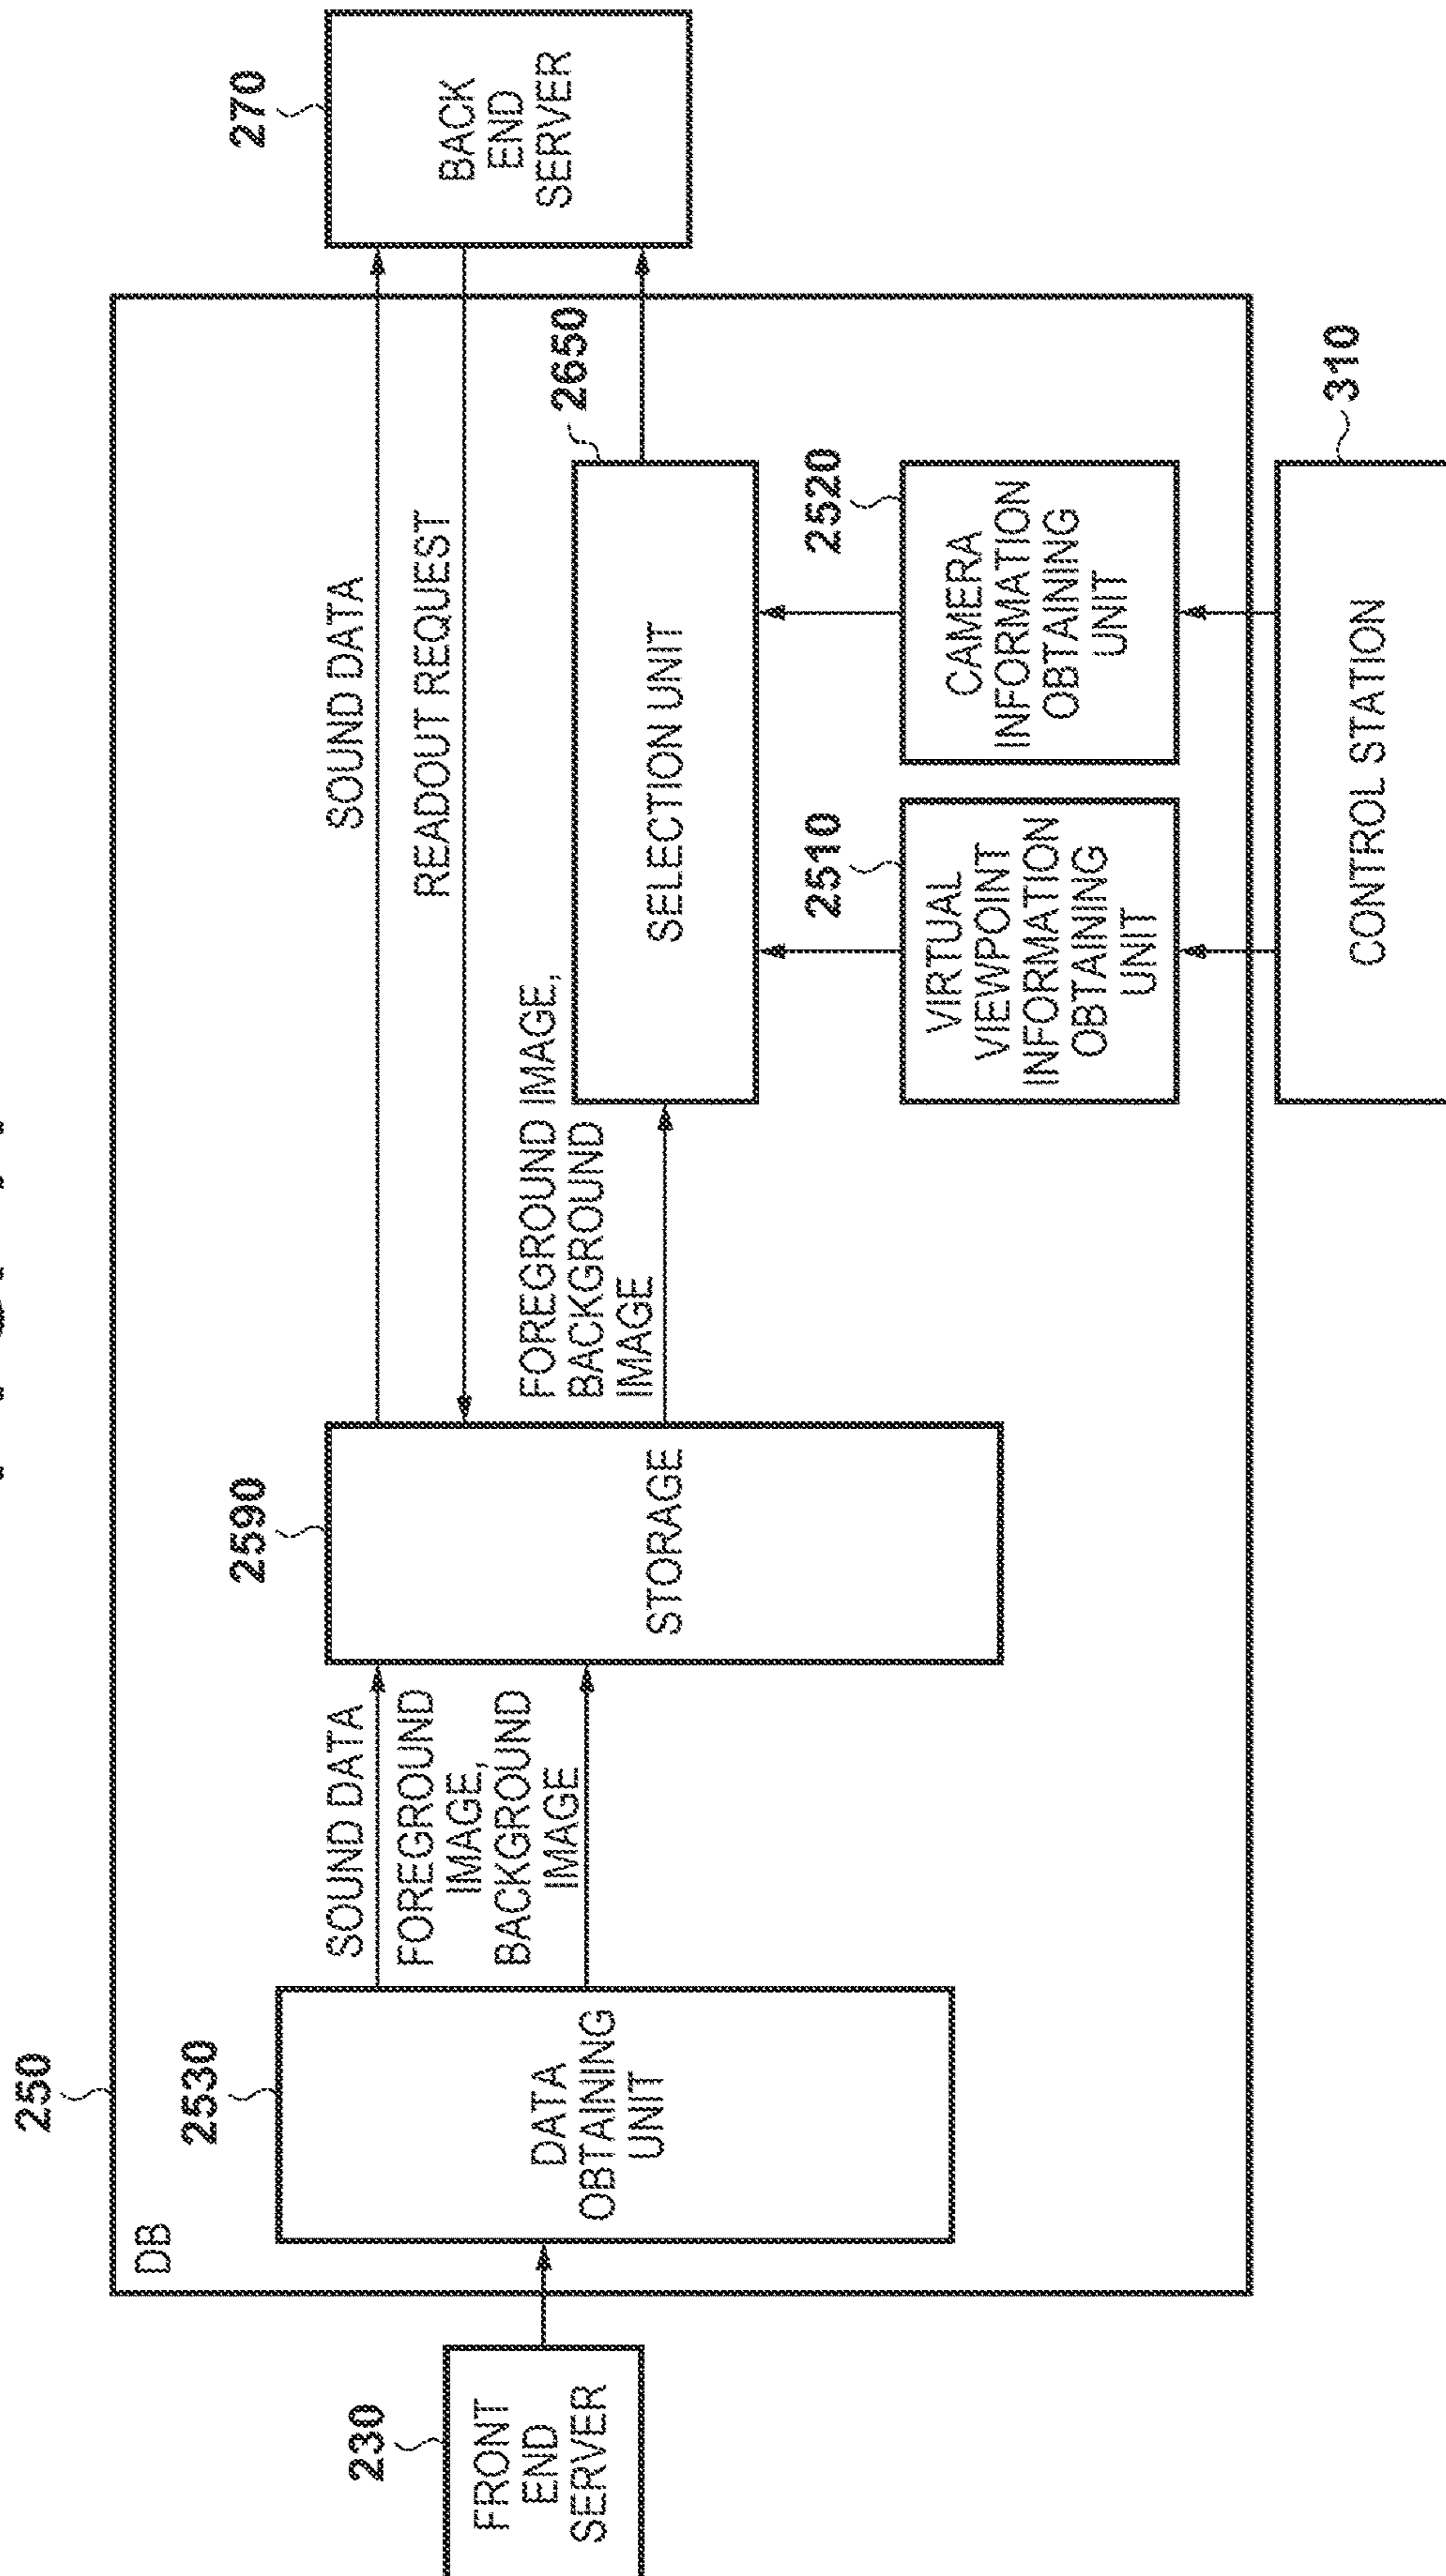 250
DB
230
FRONT
END
SERVER
2530
DATA
OBTAINING
UNIT
SOUND DATA
FOREGROUND
IMAGE,
BACKGROUND
IMAGE
2590
STORAGE
SOUND DATA
READOUT REQUEST
FOREGROUND IMAGE,
BACKGROUND
IMAGE
2650
SELECTION UNIT
2510
VIRTUAL
VIEWPOINT
INFORMATION
OBTAINING
UNIT
2520
CAMERA
INFORMATION
OBTAINING
UNIT
310
CONTROL STATION
270
BACK
END
SERVER